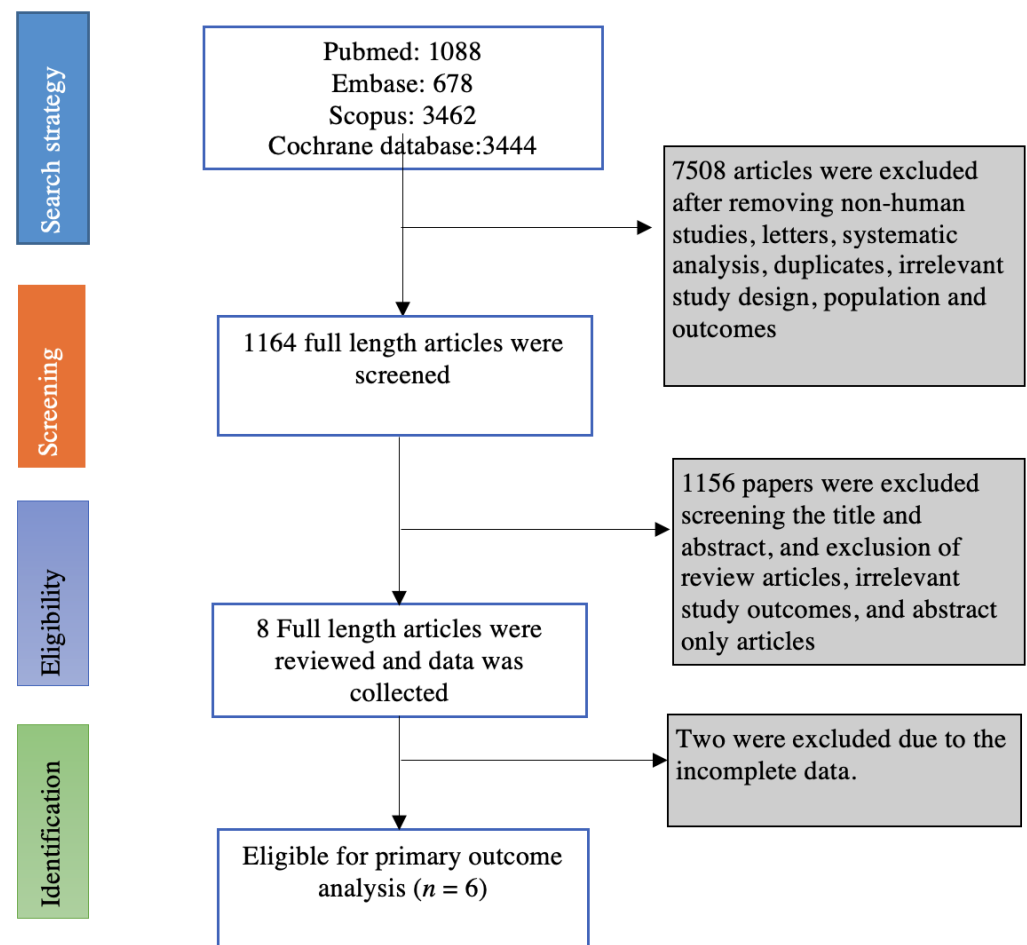 Search strategy
Pubmed: 1088
Embase: 678
Scopus: 3462
Cochrane database:3444
7508 articles were excluded
after removing non-human
studies, letters, systematic
analysis, duplicates, irrelevant
study design, population and
outcomes
Screening
1164 full length articles were
screened
1156 papers were excluded
screening the title and
abstract, and exclusion of
review articles, irrelevant
study outcomes, and abstract
only articles
Eligibility
8 Full length articles were
reviewed and data was
collected
Two were excluded due to the
incomplete data.
Identification
Eligible for primary outcome
analysis (n = 6)